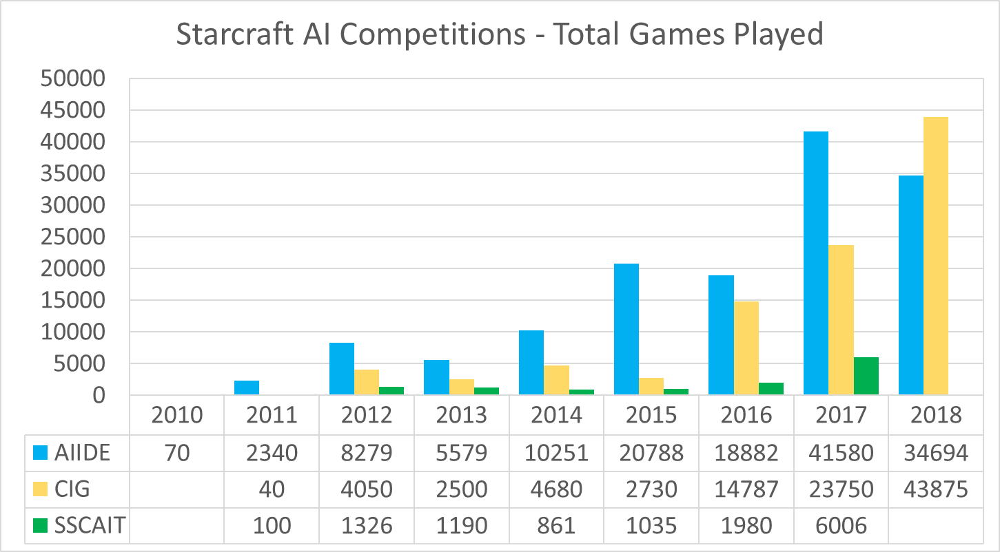 Starcraft AI Competitions - Total Games Played
50000
45000
40000
35000
30000
25000
20000
15000
10000
5000
0
2010 2011 2012 2013 2014 2015 2016 2017 2018
AIIDE 70 2340 8279 5579 10251 20788 18882 41580 34694
CIG 40 4050 2500 4680 2730 14787 23750 43875
SSCAIT 100 1326 1190 861 1035 1980 6006